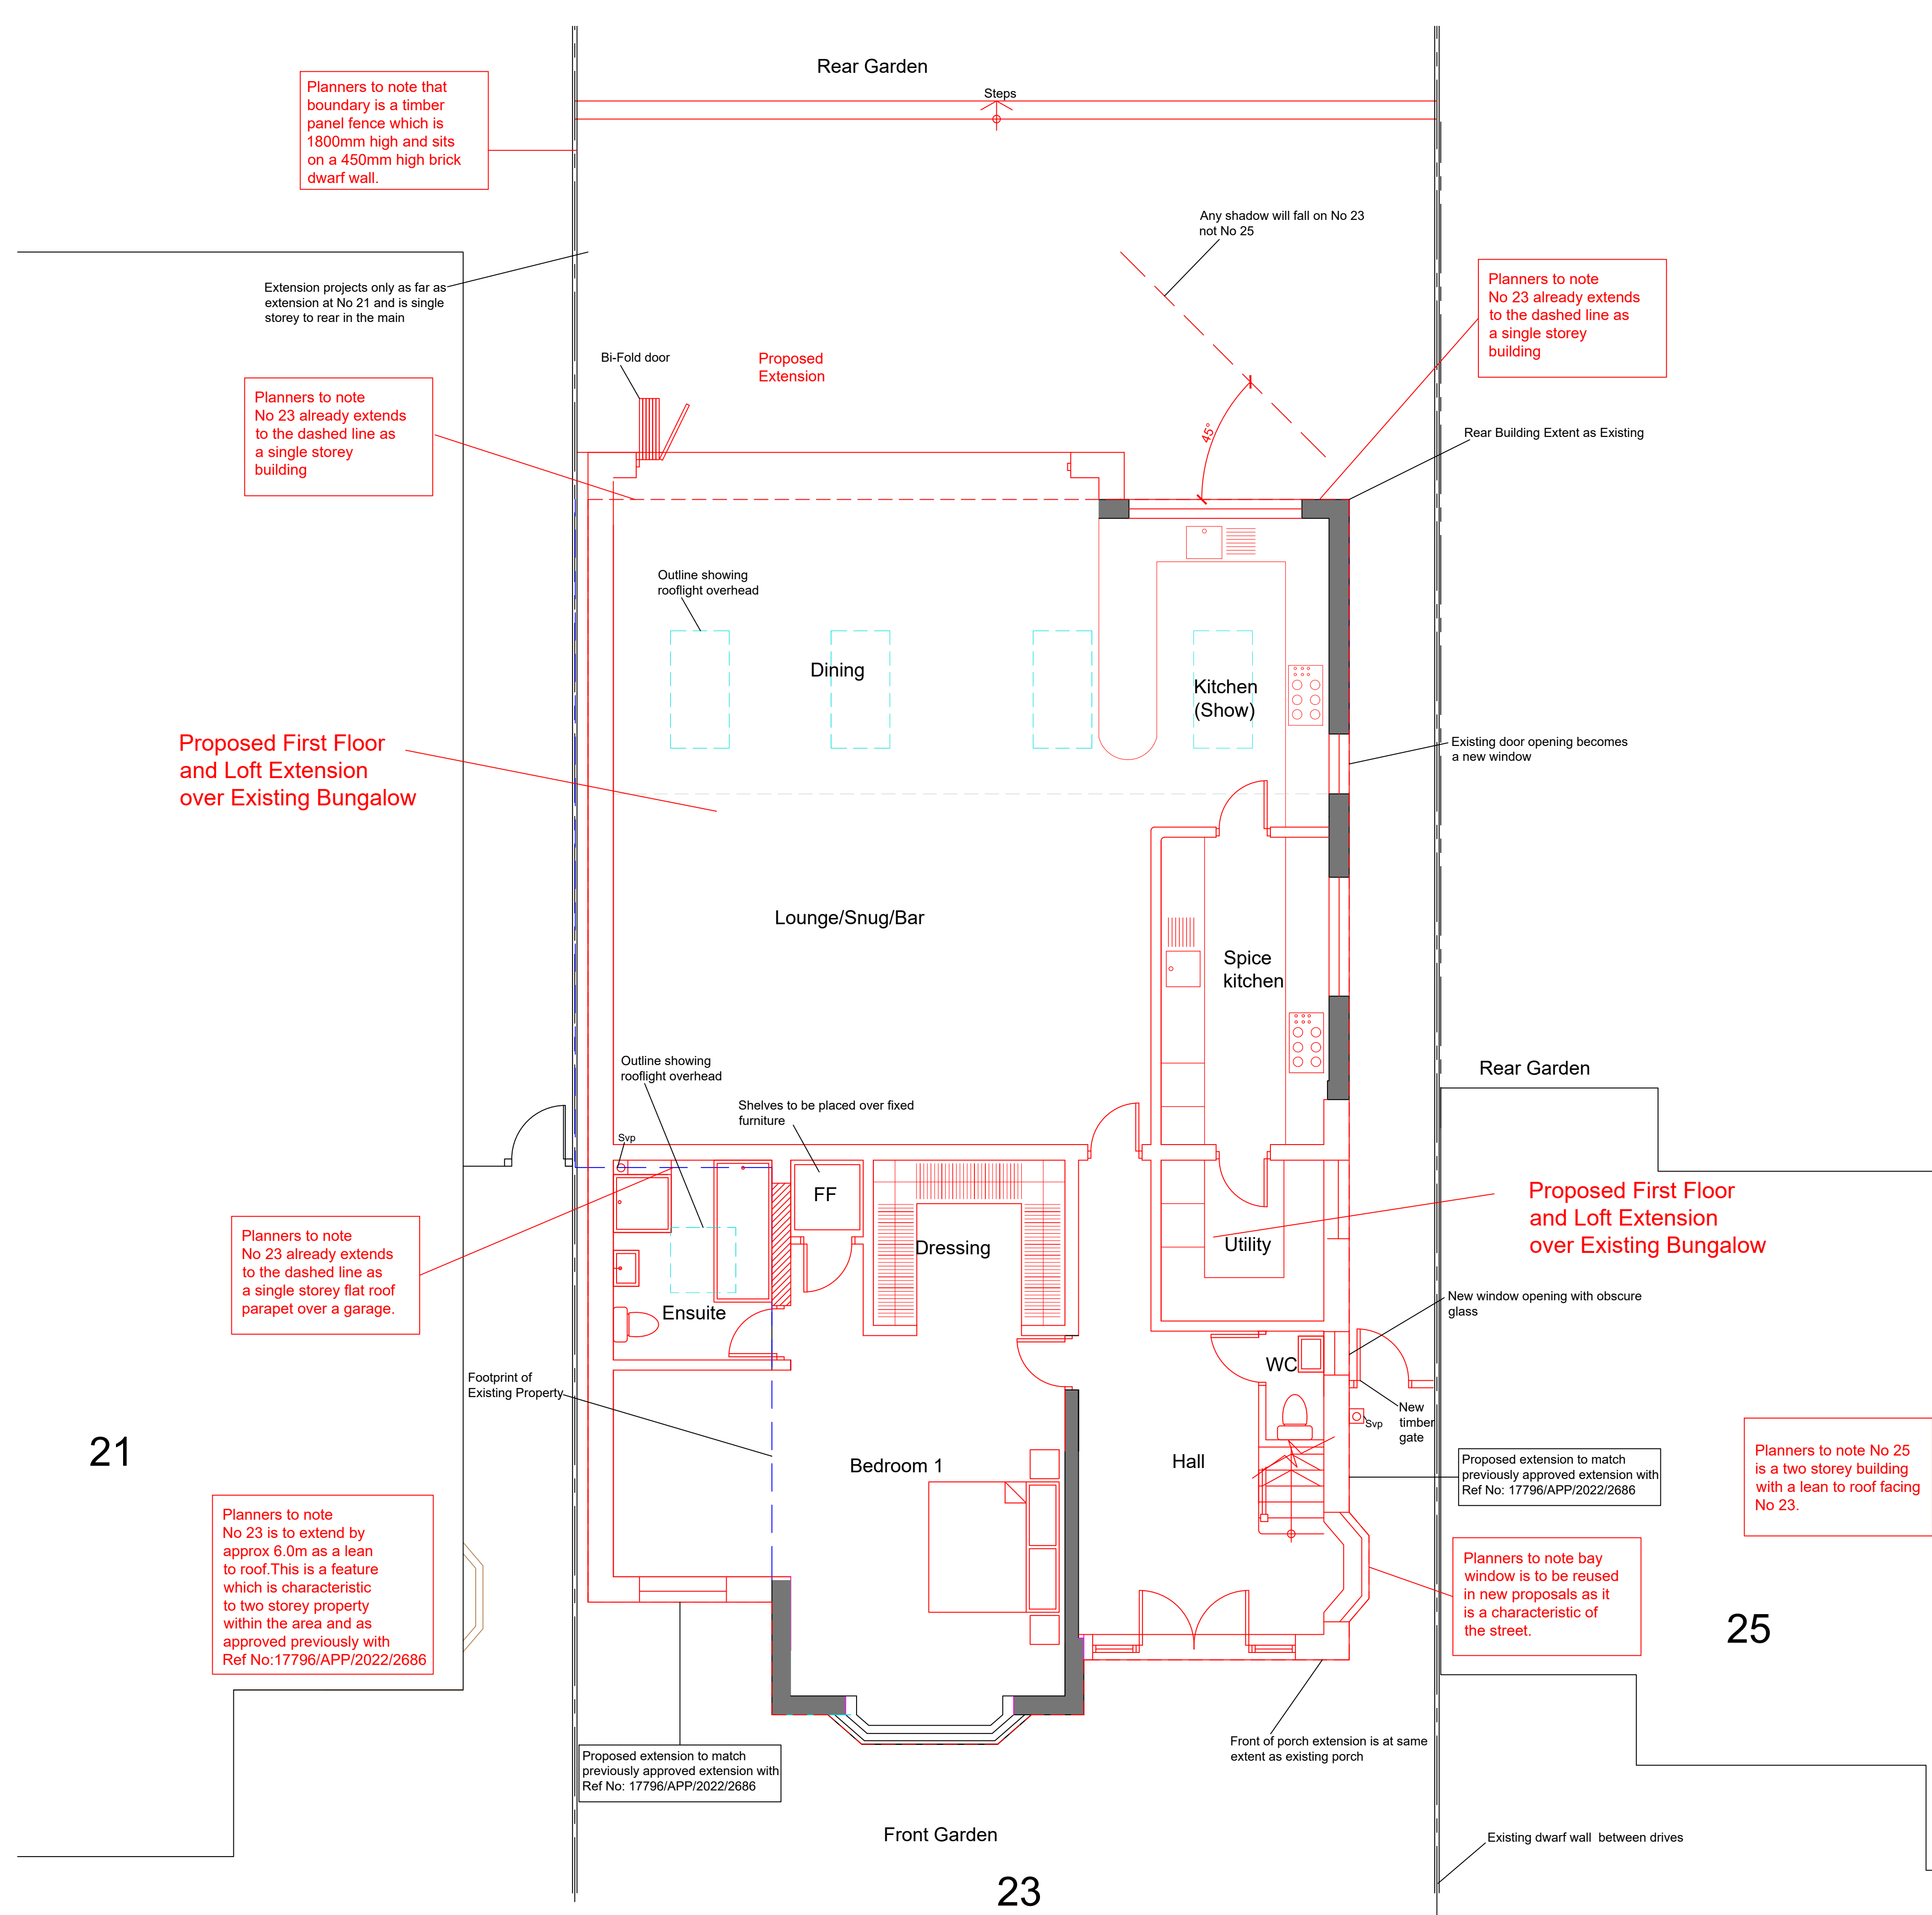 Rear Garden
Steps
Planners to note that
boundary is a timber
panel fence which is
1800mm high and sits
on a 450mm high brick
dwarf wall.
Any shadow will fall on No 23
not No 25
Extension projects only as far as
extension at No 21 and is single
storey to rear in the main
Planners to note
No 23 already extends
to the dashed line as
a single storey
building
Bi-Fold door
Proposed
Extension
Planners to note
No 23 already extends
to the dashed line as
a single storey
building
45°
Rear Building Extent as Existing
Outline showing
rooflight overhead
Dining
Kitchen
(Show)
Proposed First Floor
and Loft Extension
over Existing Bungalow
Existing door opening becomes
a new window
Lounge/Snug/Bar
Spice
kitchen
Outline showing
rooflight overhead
Rear Garden
Shelves to be placed over fixed
furniture
Svp
FF
Dressing
Utility
Proposed First Floor
and Loft Extension
over Existing Bungalow
Planners to note
No 23 already extends
to the dashed line as
a single storey flat roof
parapet over a garage.
Ensuite
New window opening with obscure
glass
WC
Footprint of
Existing Property
New
timber
gate
Svp
21
Bedroom 1
Hall
Proposed extension to match
previously approved extension with
Ref No: 17796/APP/2022/2686
Planners to note No 25
is a two storey building
with a lean to roof facing
No 23.
Planners to note
No 23 is to extend by
approx 6.0m as a lean
to roof.This is a feature
which is characteristic
to two storey property
within the area and as
approved previously with
Ref No:17796/APP/2022/2686
Planners to note bay
window is to be reused
in new proposals as it
is a characteristic of
the street.
25
Proposed extension to match
previously approved extension with
Ref No: 17796/APP/2022/2686
Front of porch extension is at same
extent as existing porch
Front Garden
Existing dwarf wall between drives
23